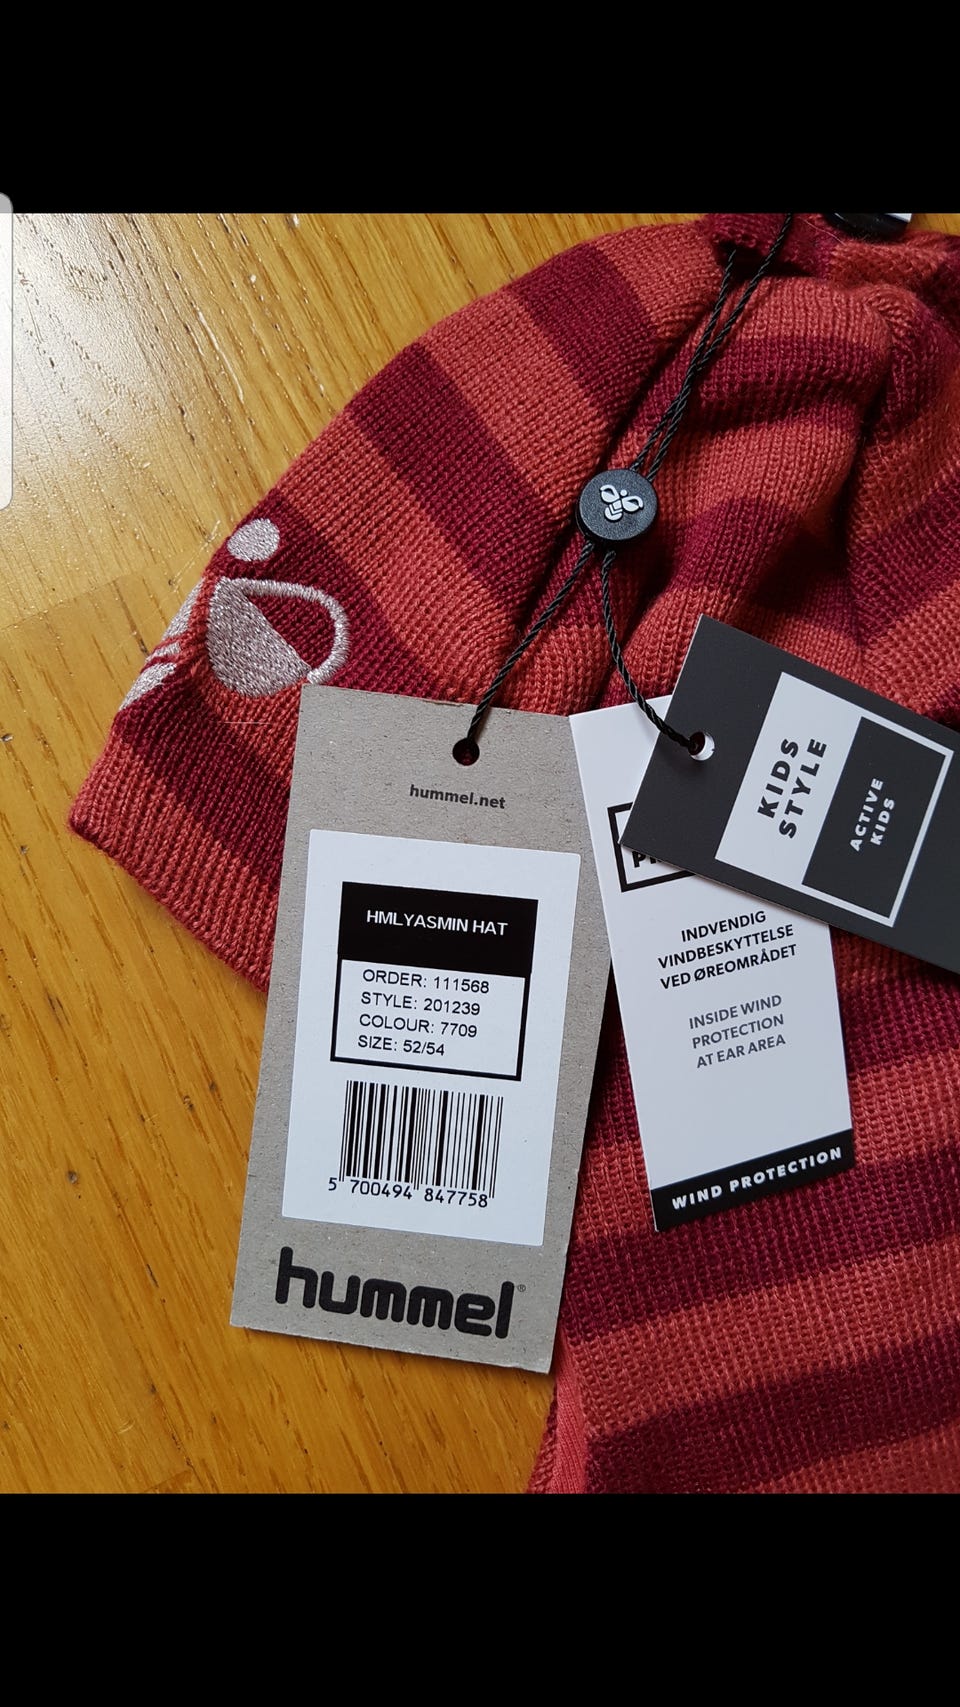 hummel.net
HMLYASMIN HAT
ORDER: 111568
STYLE: 201239
COLOUR: 7709
SIZE: 52/54
5 700494 847758
hummel®
KIDS
STYLE
ACTIVE
KIDS
INDVENDIG
VINDBESKYTTELSE
VED ØREOMRÅDET
INSIDE WIND
PROTECTION
AT EAR AREA
WIND PROTECTION